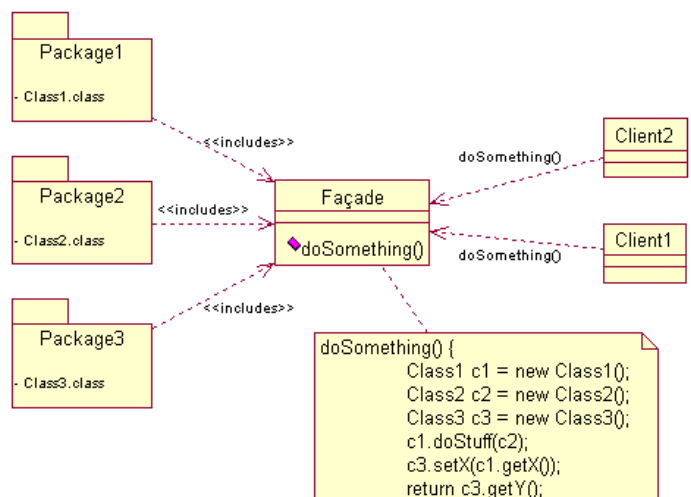 Package1
- Class1.class
<<includes>>
Package2
- Class2.class
<<includes>>
Package3
- Class3.class
<<includes>>
Façade
doSomething()
Client2
doSomething()
Client1
doSomething()
doSomething() {
Class1 c1 = new Class1();
Class2 c2 = new Class2();
Class3 c3 = new Class3();
c1.doStuff(c2);
c3.setX(c1.getX());
return c3.getY();